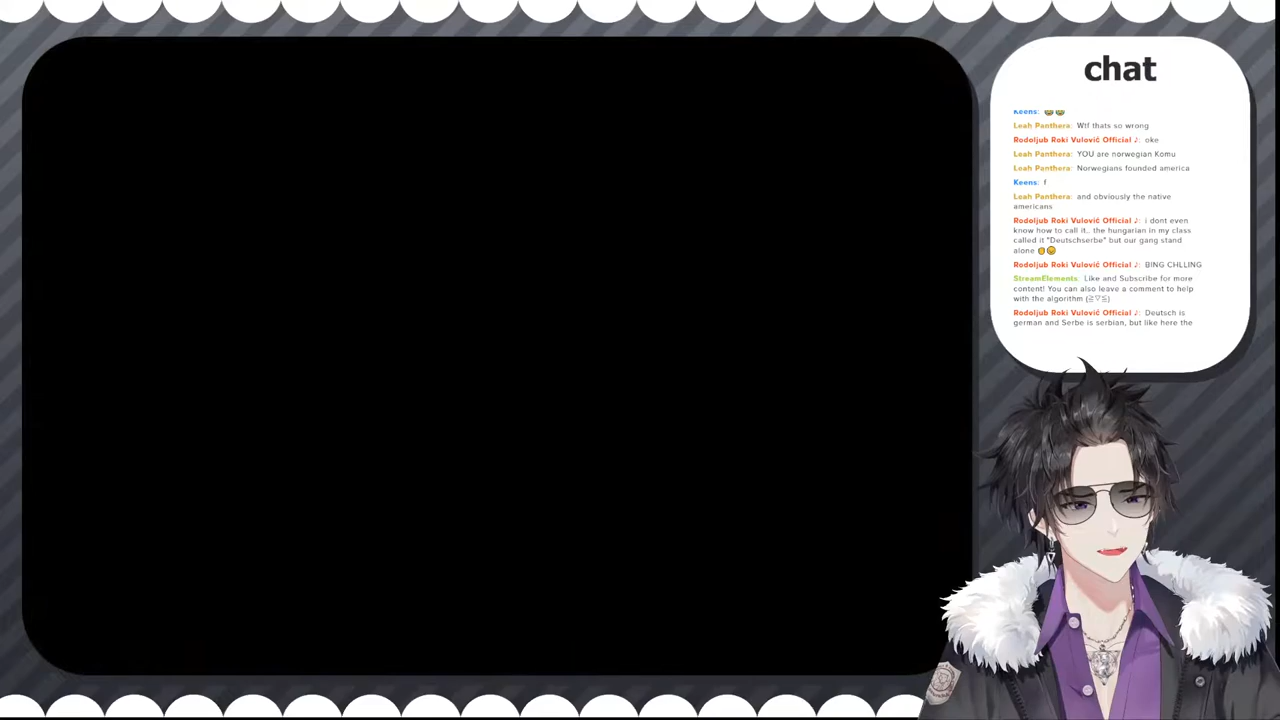 chat
Keens:
Leah Panthera: Wtf thats so wrong
Rodoljub Roki Vulović Official ♪: oke
Leah Panthera: YOU are norwegian Komu
Leah Panthera: Norwegians founded america
Keens: f
Leah Panthera: and obviously the native
americans
Rodoljub Roki Vulović Official ♪: i dont even
know how to call it.. the hungarian in my class
called it "Deutschserbe" but our gang stand
alone
Rodoljub Roki Vulović Official ♪: BING CHLLING
StreamElements: Like and Subscribe for more
content! You can also leave a comment to help
with the algorithm (≧▽≦)
Rodoljub Roki Vulović Official ♪: Deutsch is
german and Serbe is serbian, but like here the